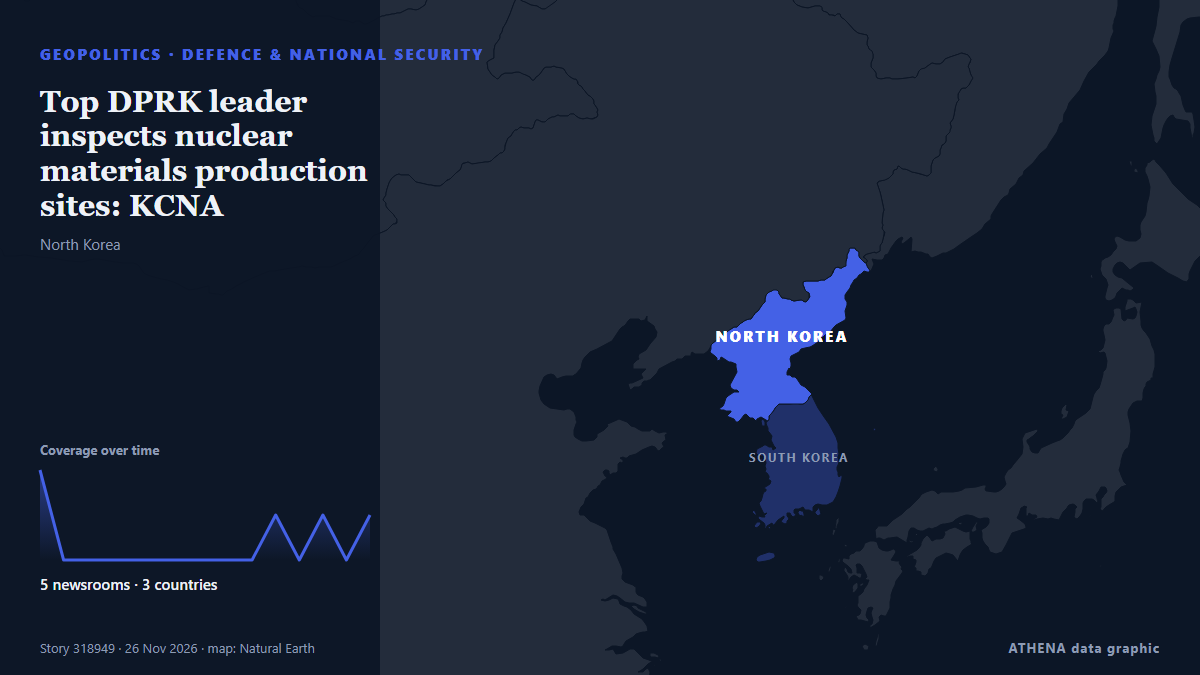 GEOPOLITICS · DEFENCE & NATIONAL SECURITY
Top DPRK leader
inspects nuclear
materials production
sites: KCNA
North Korea
NORTH KOREA
SOUTH KOREA
Coverage over time
5 newsrooms · 3 countries
Story 318949 · 26 Nov 2026 · map: Natural Earth
ATHENA data graphic